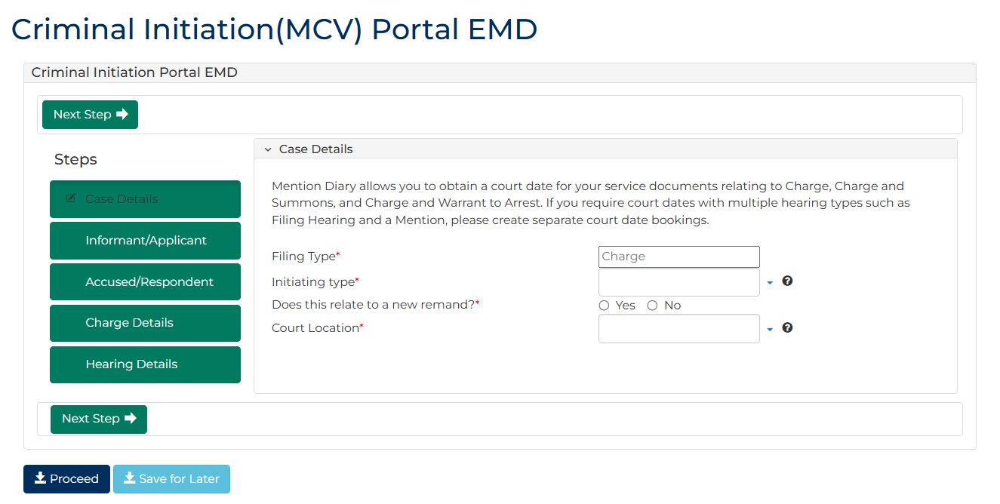 Criminal Initiation(MCV) Portal EMD
Criminal Initiation Portal EMD
Next Step
Steps
Case Details
Informant/Applicant
Accused/Respondent
Charge Details
Hearing Details
Case Details
Mention Diary allows you to obtain a court date for your service documents relating to Charge, Charge and
Summons, and Charge and Warrant to Arrest. If you require court dates with multiple hearing types such as
Filing Hearing and a Mention, please create separate court date bookings.
Filing Type* Charge
Initiating type*
Does this relate to a new remand?* Yes No
Court Location*
Next Step
Proceed Save for Later